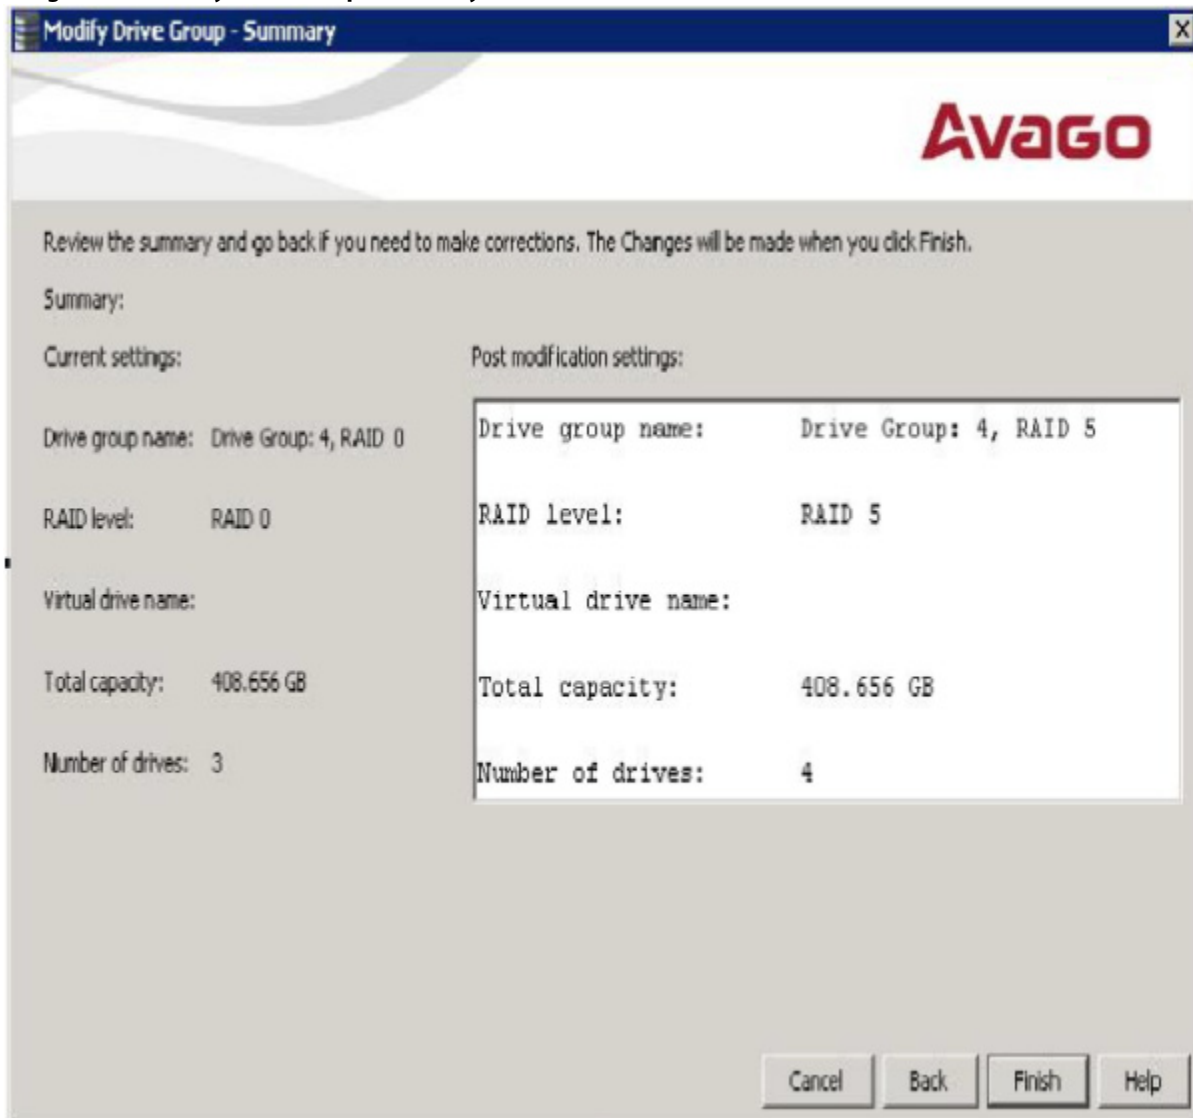 Modify Drive Group - Summary
Avago
Review the summary and go back if you need to make corrections. The Changes will be made when you click Finish.
Summary:
Current settings:
Post modification settings:
Drive group name: Drive Group: 4, RAID 0
Drive group name: Drive Group: 4, RAID 5
RAID level: RAID 0
RAID level: RAID 5
Virtual drive name:
Virtual drive name:
Total capacity: 408.656 GB
Total capacity: 408.656 GB
Number of drives: 3
Number of drives: 4
Cancel Back Finish Help